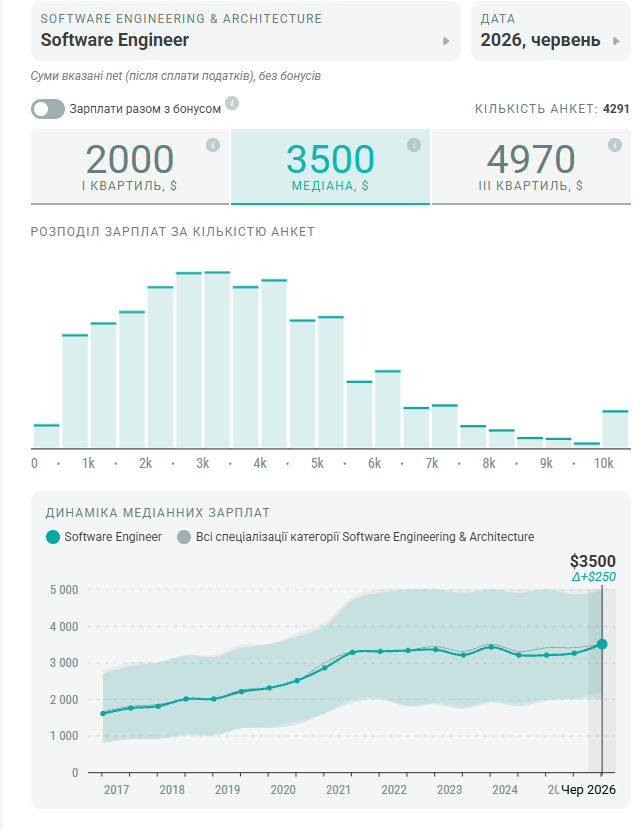 SOFTWARE ENGINEERING & ARCHITECTURE
Software Engineer
ДАТА
2026, червень
Суми вказані net (після сплати податків), без бонусів
Зарплати разом з бонусом i
КІЛЬКІСТЬ АНКЕТ: 4291
2000 i
I КВАРТИЛЬ, $
3500 i
МЕДІАНА, $
4970 i
III КВАРТИЛЬ, $
РОЗПОДІЛ ЗАРПЛАТ ЗА КІЛЬКІСТЮ АНКЕТ
0 · 1k · 2k · 3k · 4k · 5k · 6k · 7k · 8k · 9k · 10k
ДИНАМІКА МЕДІАННИХ ЗАРПЛАТ
Software Engineer
Всі спеціалізації категорії Software Engineering & Architecture
$3500
Δ+$250
5 000
4 000
3 000
2 000
1 000
0
2017 2018 2019 2020 2021 2022 2023 2024 Чер 2026